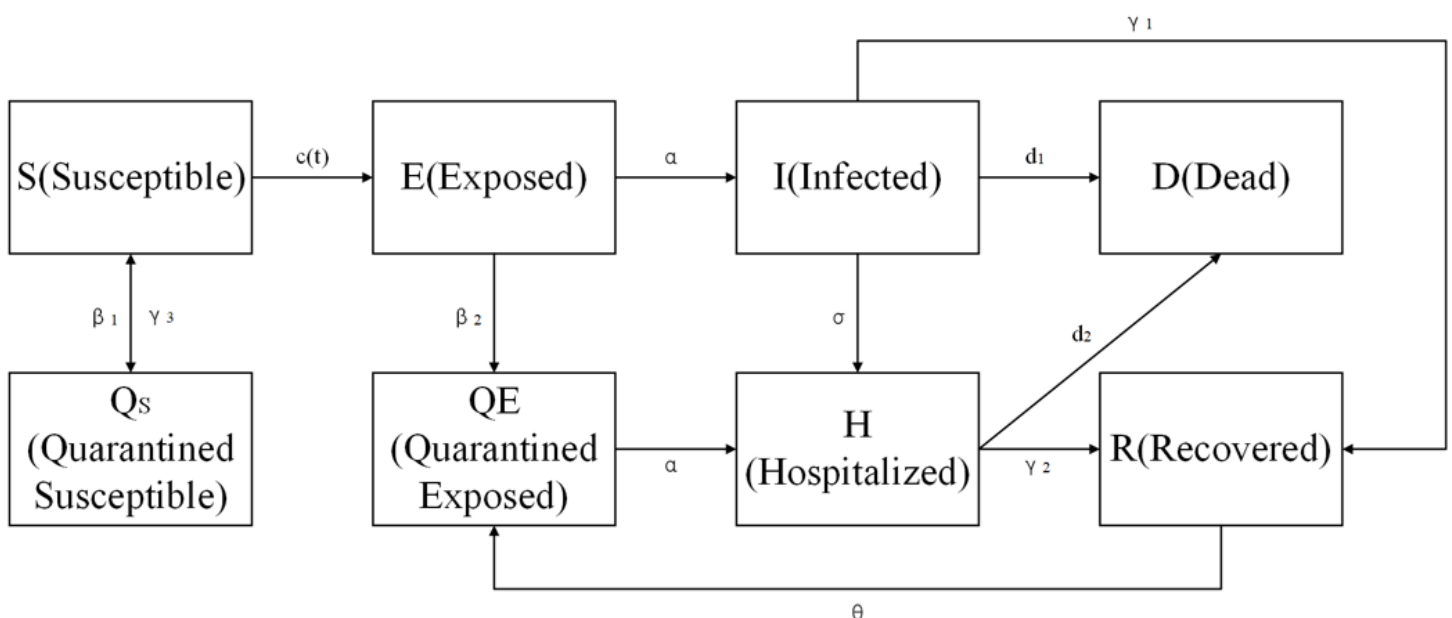 γ 1
S(Susceptible)
c(t)
E(Exposed)
α
I(Infected)
d1
D(Dead)
β 1
γ 3
β 2
σ
d2
Qs
(Quarantined
Susceptible)
QE
(Quarantined
Exposed)
α
H
(Hospitalized)
γ 2
R(Recovered)
θ